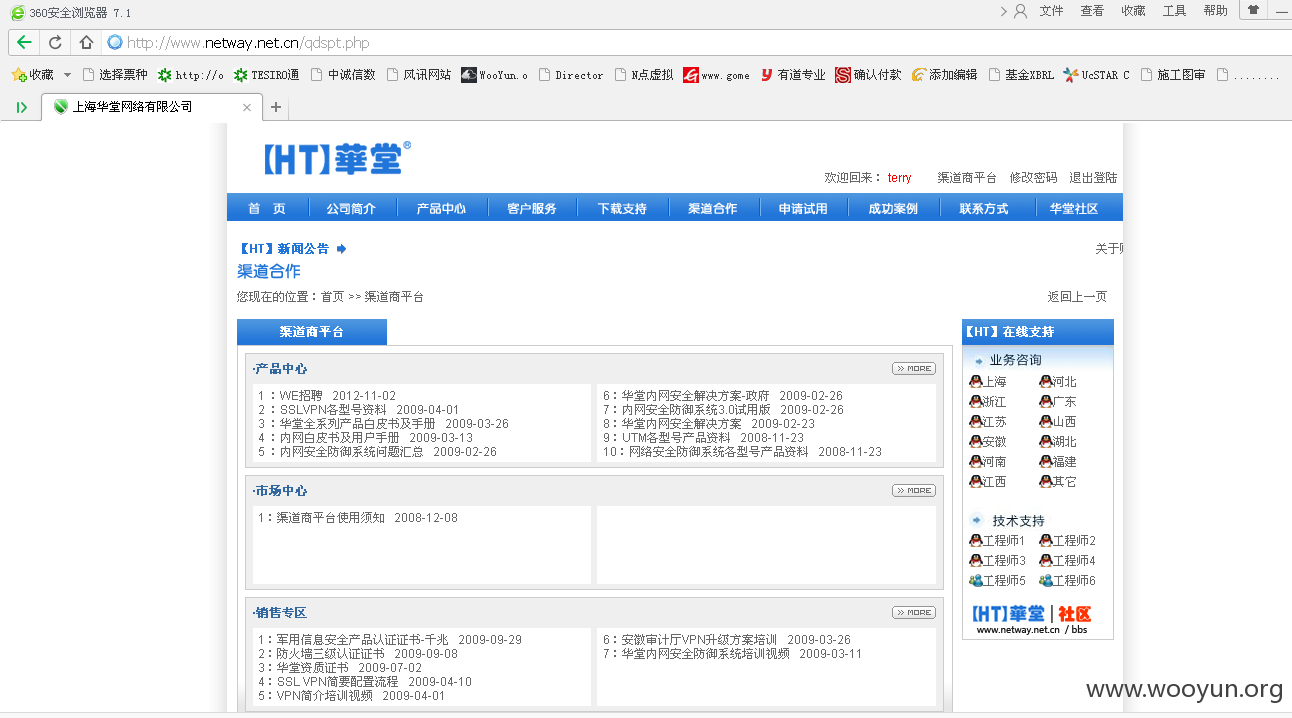 360安全浏览器 7.1
文件 查看 收藏 工具 帮助
http://www.netway.net.cn/qdspt.php
收藏 选择票种 http://o TESIRO通 中诚信数 风讯网站 WooYun.o Director N点虚拟 www.gome 有道专业 确认付款 添加编辑 基金XBRL UcSTAR C 施工图审 ........
上海华堂网络有限公司
【HT】華堂®
欢迎回来： terry 渠道商平台 修改密码 退出登陆
首 页 公司简介 产品中心 客户服务 下载支持 渠道合作 申请试用 成功案例 联系方式 华堂社区
【HT】新闻公告
关于
渠道合作
您现在的位置：首页 >> 渠道商平台
返回上一页
渠道商平台
·产品中心
>> MORE
1 ：WE招聘 2012-11-02
2 ：SSLVPN各型号资料 2009-04-01
3 ：华堂全系列产品白皮书及手册 2009-03-26
4 ：内网白皮书及用户手册 2009-03-13
5 ：内网安全防御系统问题汇总 2009-02-26
6：华堂内网安全解决方案-政府 2009-02-26
7：内网安全防御系统3.0试用版 2009-02-26
8：华堂内网安全解决方案 2009-02-23
9：UTM各型号产品资料 2008-11-23
10：网络安全防御系统各型号产品资料 2008-11-23
·市场中心
>> MORE
1：渠道商平台使用须知 2008-12-08
·销售专区
>> MORE
1：军用信息安全产品认证证书-千兆 2009-09-29
2：防火墙三级认证证书 2009-09-08
3：华堂资质证书 2009-07-02
4：SSL VPN简要配置流程 2009-04-10
5：VPN简介培训视频 2009-04-01
6：安徽审计厅VPN升级方案培训 2009-03-26
7：华堂内网安全防御系统培训视频 2009-03-11
【HT】在线支持
业务咨询
上海 河北
浙江 广东
江苏 山西
安徽 湖北
河南 福建
江西 其它
技术支持
工程师1 工程师2
工程师3 工程师4
工程师5 工程师6
【HT】華堂|社区
www.netway.net.cn / bbs
www.wooyun.org